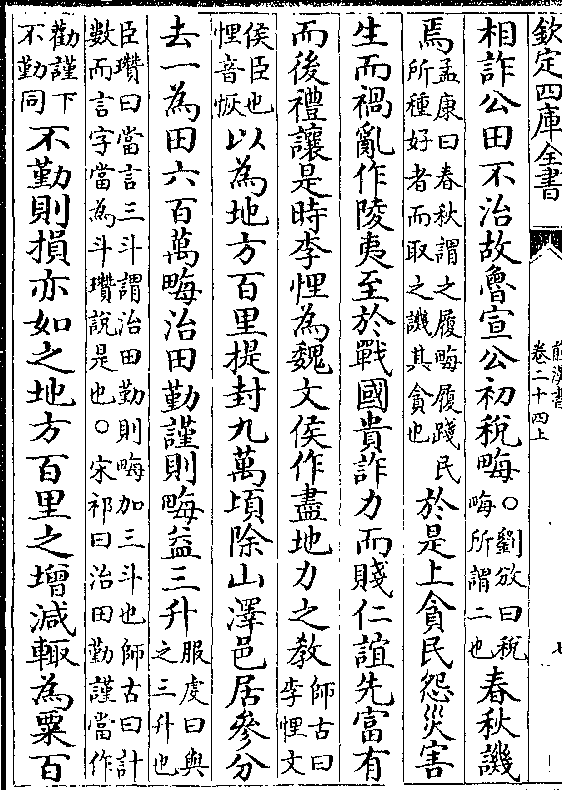 欽定四庫全書 前漢書卷二十四上 七
相詐公田不治故魯宣公初稅畮○劉攽曰稅畮所謂二也春秋譏
焉孟康曰春秋謂之履畮履踐民所種好者而取之譏其貪也於是上貪民怨災害
生而禍亂作陵夷至於戰國貴詐力而賤仁誼先富有
而後禮讓是時李悝為魏文侯作盡地力之教師古曰李悝文
侯臣也悝音恢以為地方百里提封九萬頃除山澤邑居參分
去一為田六百萬畮治田勤謹則畮益三升服虔曰與之三升也
臣瓚曰當言三斗謂治田勤則畮加三斗也師古曰計
數而言字當為斗瓚說是也○宋祁曰治田勤謹當作
勸謹下不勤同不勤則損亦如之地方百里之增減輒為粟百